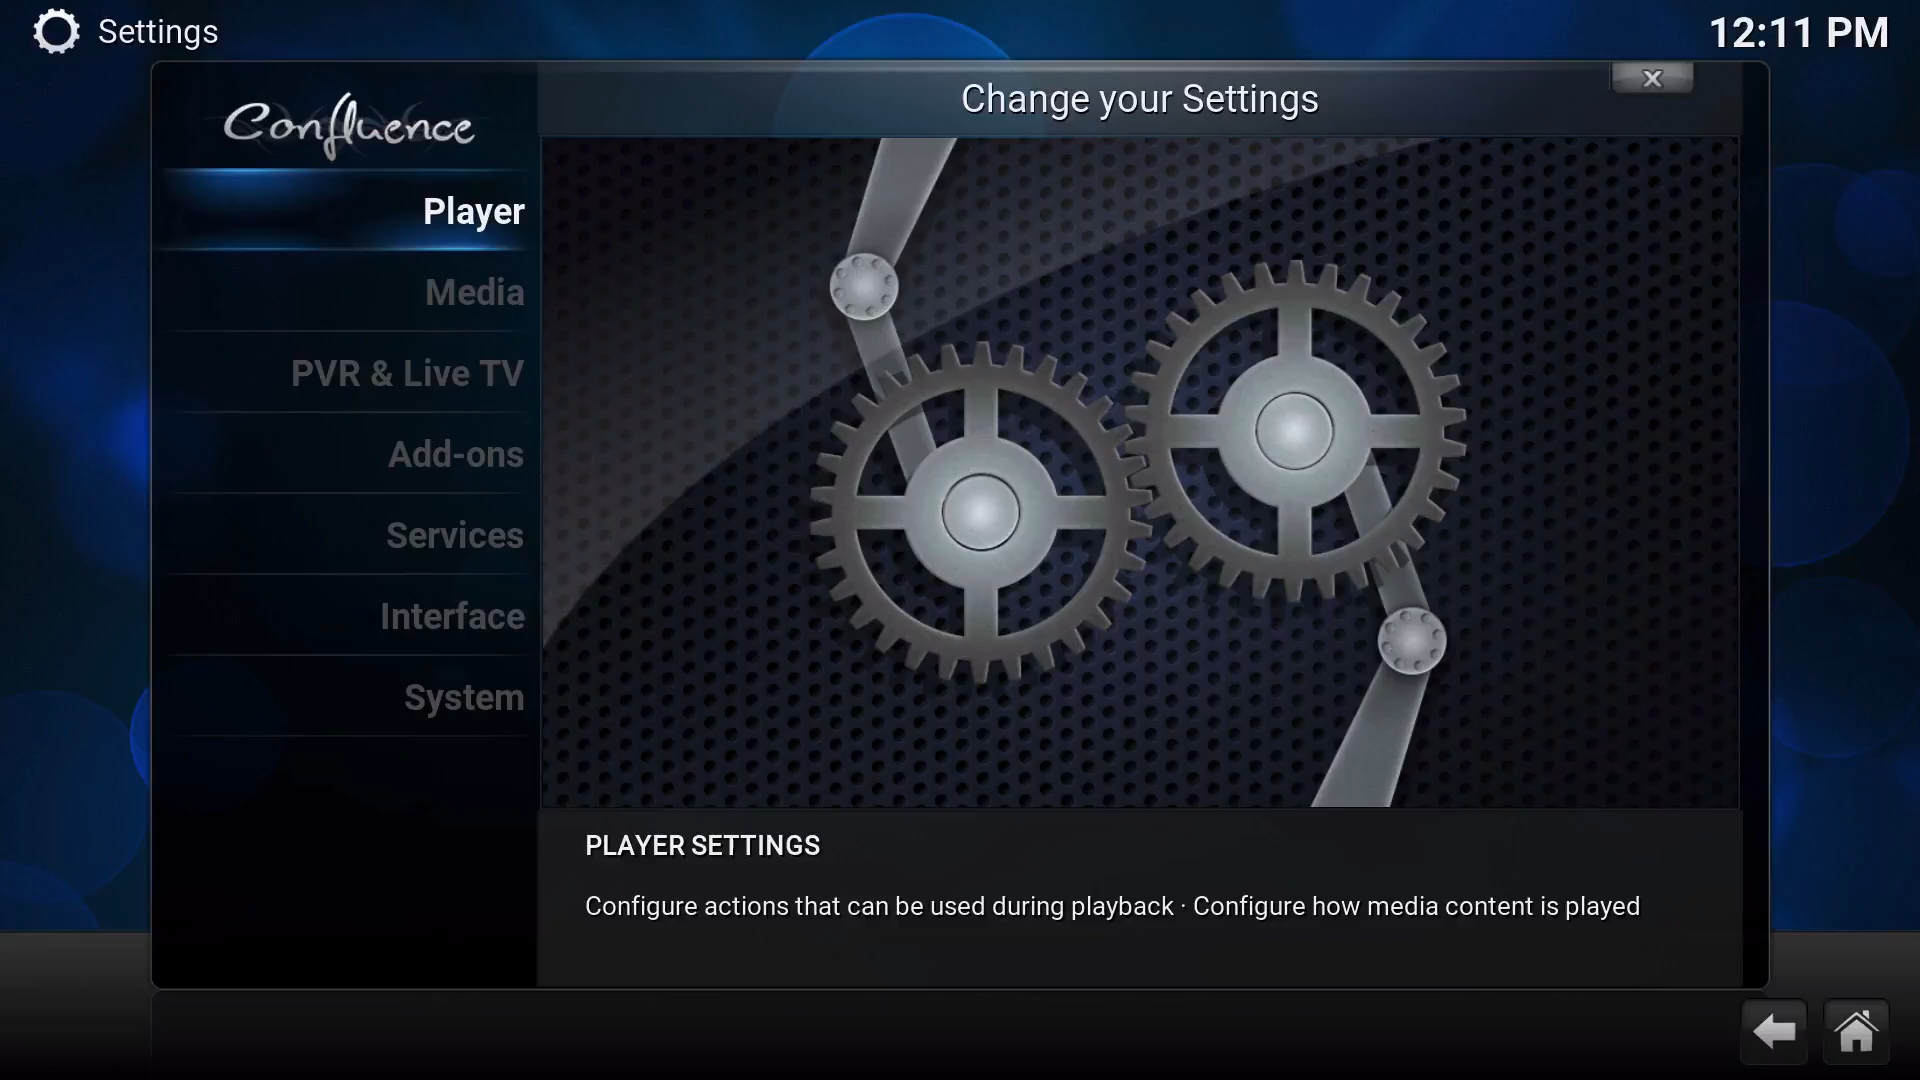 Settings
12:11 PM
Confluence
Change your Settings
X
Player
Media
PVR & Live TV
Add-ons
Services
Interface
System
PLAYER SETTINGS
Configure actions that can be used during playback · Configure how media content is played